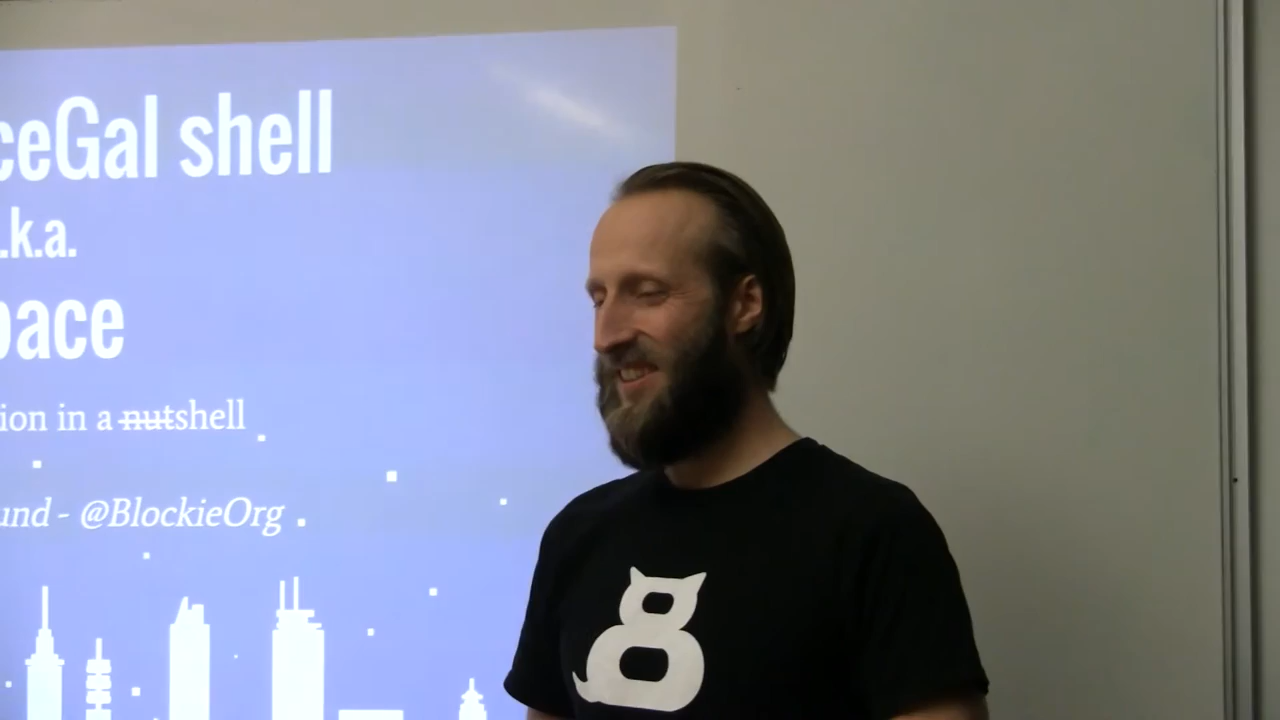 ceGal shell
.k.a.
pace
ion in a nutshell
und - @BlockieOrg